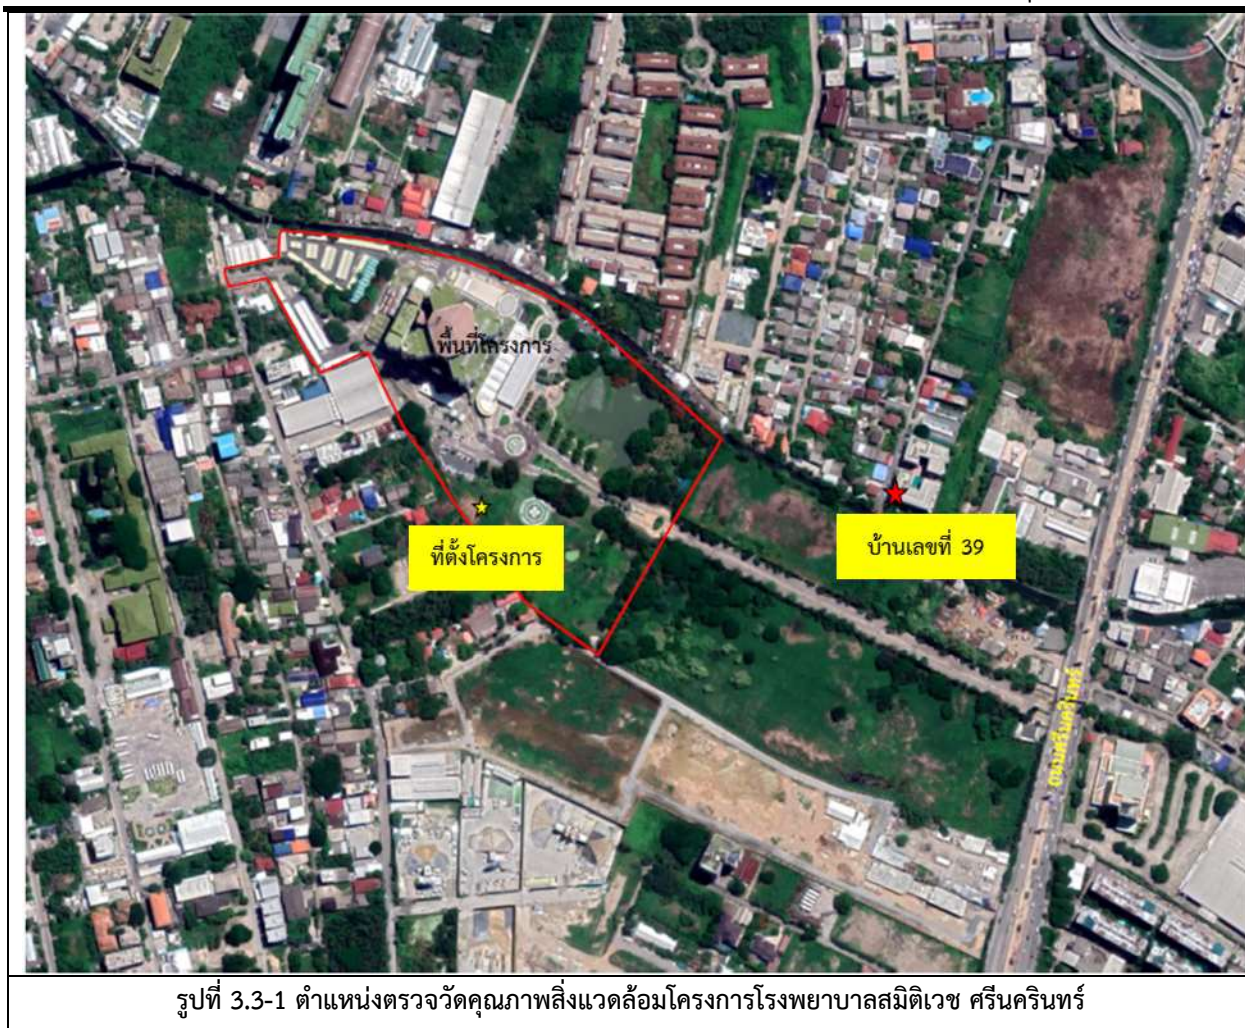 พื้นที่โครงการ
ที่ตั้งโครงการ
บ้านเลขที่ 39
ถนนศรีนครินทร์
รูปที่ 3.3-1 ตำแหน่งตรวจวัดคุณภาพสิ่งแวดล้อมโครงการโรงพยาบาลสมิติเวช ศรีนครินทร์